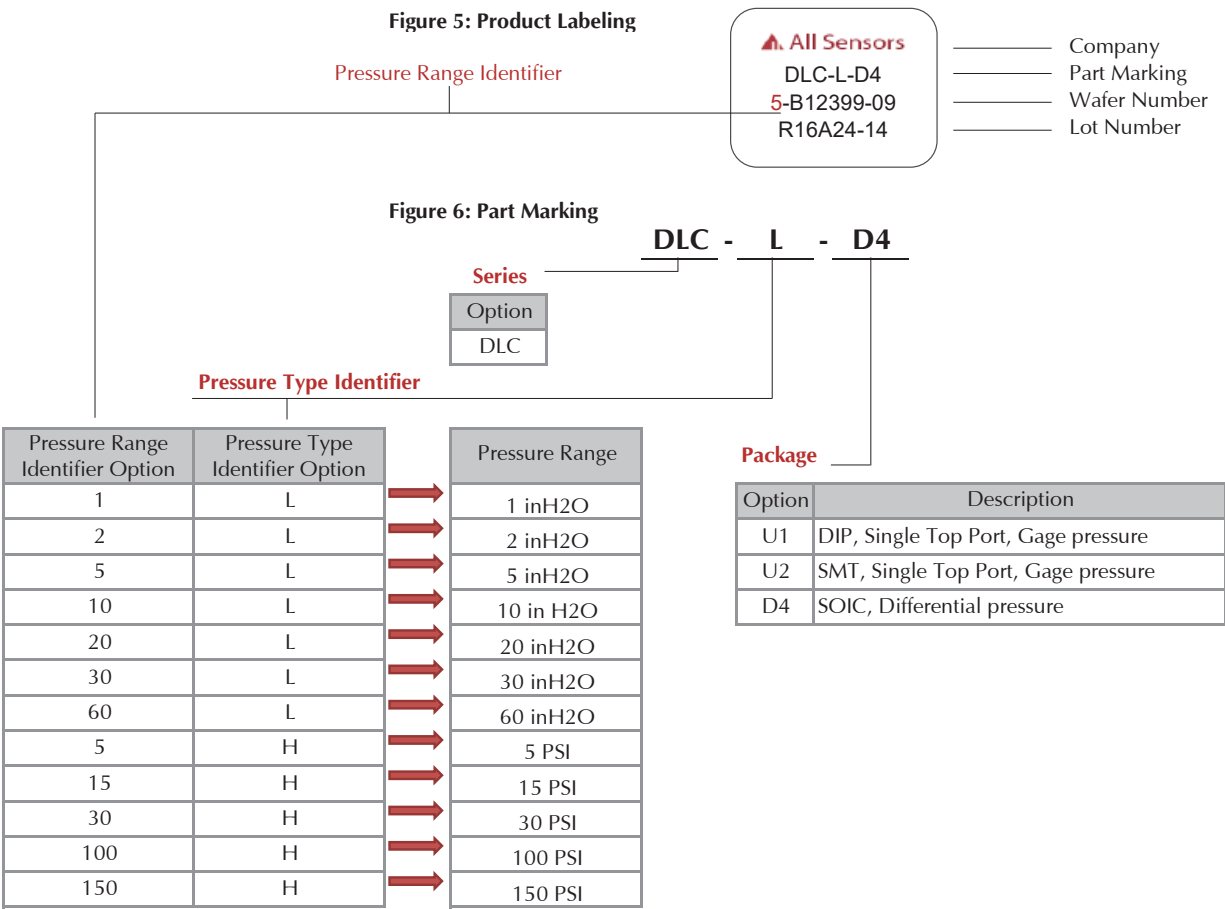 Figure 5: Product Labeling
All Sensors
DLC-L-D4
5-B12399-09
R16A24-14
Company
Part Marking
Wafer Number
Lot Number
Pressure Range Identifier
Figure 6: Part Marking
DLC - L - D4
Series
Option
DLC
Pressure Type Identifier
Pressure Range Identifier Option Pressure Type Identifier Option Pressure Range
1 L 1 inH2O
2 L 2 inH2O
5 L 5 inH2O
10 L 10 in H2O
20 L 20 inH2O
30 L 30 inH2O
60 L 60 inH2O
5 H 5 PSI
15 H 15 PSI
30 H 30 PSI
100 H 100 PSI
150 H 150 PSI
Package
Option Description
U1 DIP, Single Top Port, Gage pressure
U2 SMT, Single Top Port, Gage pressure
D4 SOIC, Differential pressure